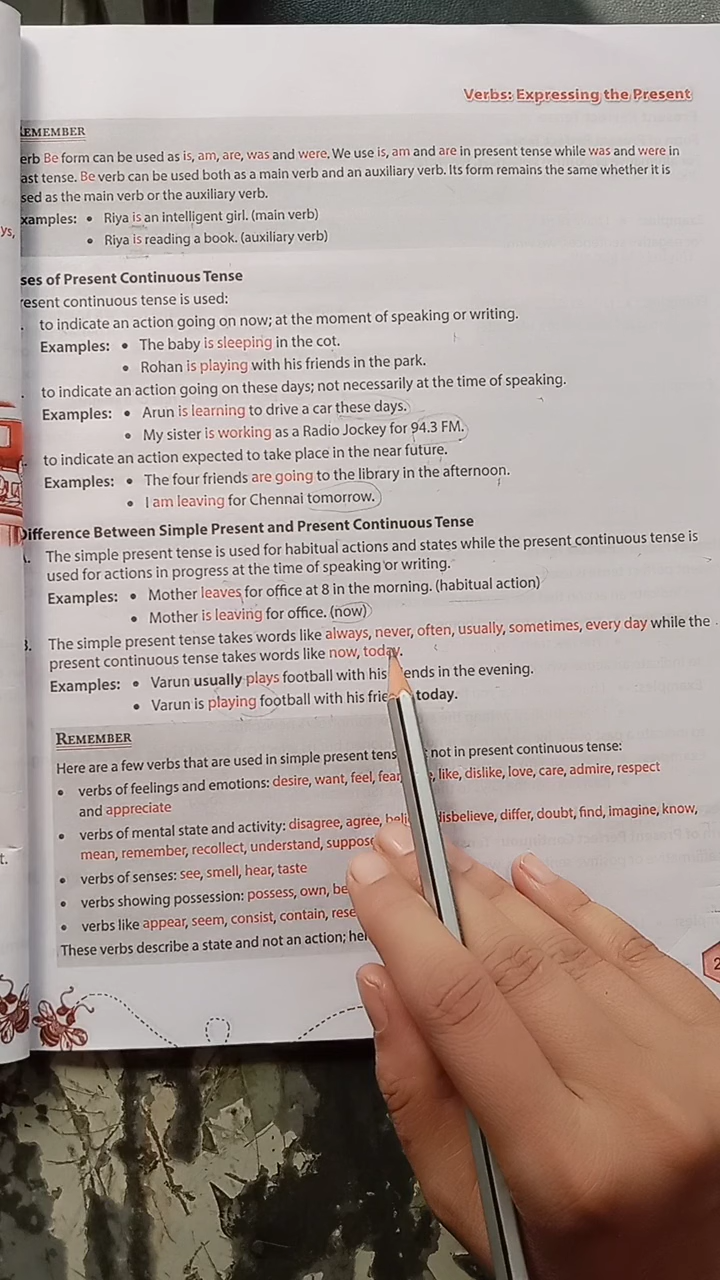 Verbs: Expressing the Present
EMEMBER
erb Be form can be used as is, am, are, was and were. We use is, am and are in present tense while was and were in
ast tense. Be verb can be used both as a main verb and an auxiliary verb. Its form remains the same whether it is
sed as the main verb or the auxiliary verb.
xamples: • Riya is an intelligent girl. (main verb)
ys,
• Riya is reading a book. (auxiliary verb)
ses of Present Continuous Tense
resent continuous tense is used:
. to indicate an action going on now; at the moment of speaking or writing.
Examples: • The baby is sleeping in the cot.
• Rohan is playing with his friends in the park.
. to indicate an action going on these days; not necessarily at the time of speaking.
Examples: • Arun is learning to drive a car these days.
• My sister is working as a Radio Jockey for 94.3 FM.
. to indicate an action expected to take place in the near future.
Examples: • The four friends are going to the library in the afternoon.
• I am leaving for Chennai tomorrow.
Difference Between Simple Present and Present Continuous Tense
. The simple present tense is used for habitual actions and states while the present continuous tense is
used for actions in progress at the time of speaking or writing.
Examples: • Mother leaves for office at 8 in the morning. (habitual action)
• Mother is leaving for office. (now)
3. The simple present tense takes words like always, never, often, usually, sometimes, every day while the
present continuous tense takes words like now, today.
Examples: • Varun usually plays football with his ends in the evening.
• Varun is playing football with his frie today.
REMEMBER
Here are a few verbs that are used in simple present tens not in present continuous tense:
• verbs of feelings and emotions: desire, want, feel, fear, like, dislike, love, care, admire, respect
and appreciate
• verbs of mental state and activity: disagree, agree, beli disbelieve, differ, doubt, find, imagine, know,
mean, remember, recollect, understand, suppose
t.
• verbs of senses: see, smell, hear, taste
• verbs showing possession: possess, own, be
• verbs like appear, seem, consist, contain, rese
These verbs describe a state and not an action; he
2